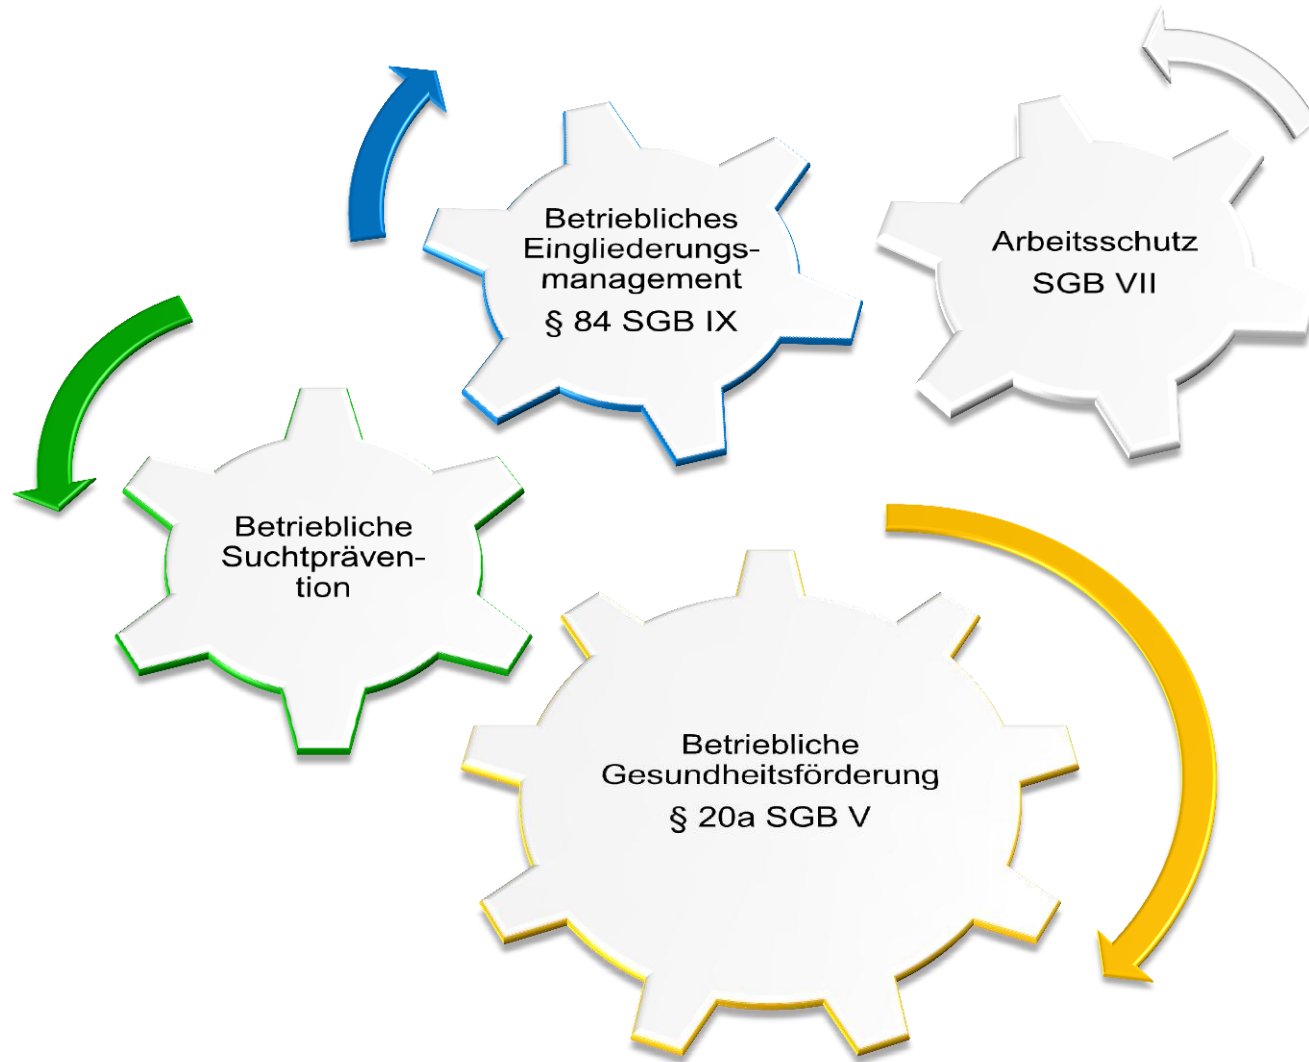 Betriebliches
Eingliederungs-
management
§ 84 SGB IX
Arbeitsschutz
SGB VII
Betriebliche
Suchtpräven-
tion
Betriebliche
Gesundheitsförderung
§ 20a SGB V